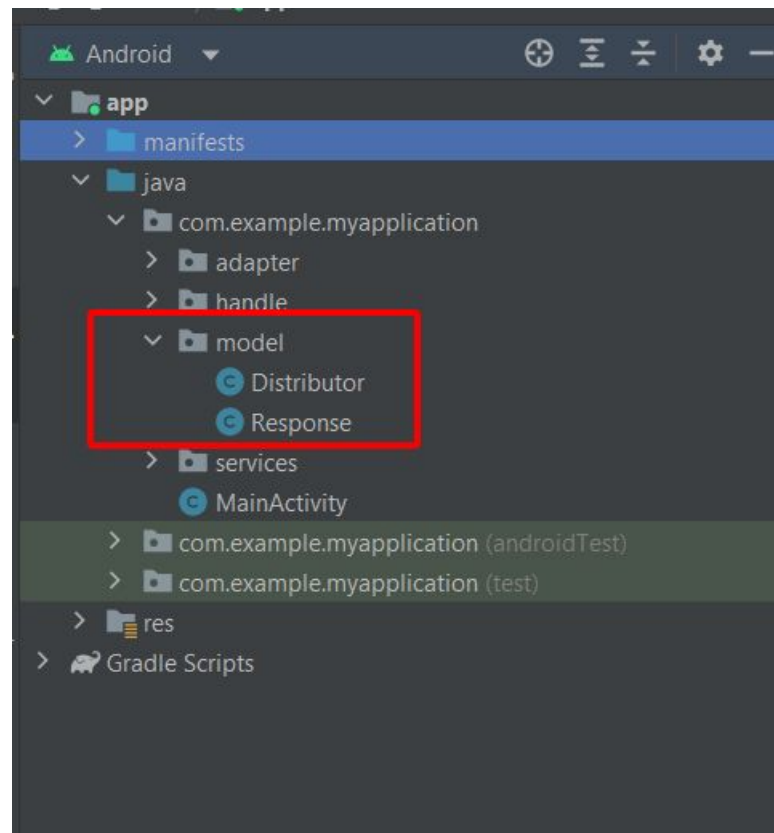 Android
app
manifests
java
com.example.myapplication
adapter
handle
model
Distributor
Response
services
MainActivity
com.example.myapplication (androidTest)
com.example.myapplication (test)
res
Gradle Scripts